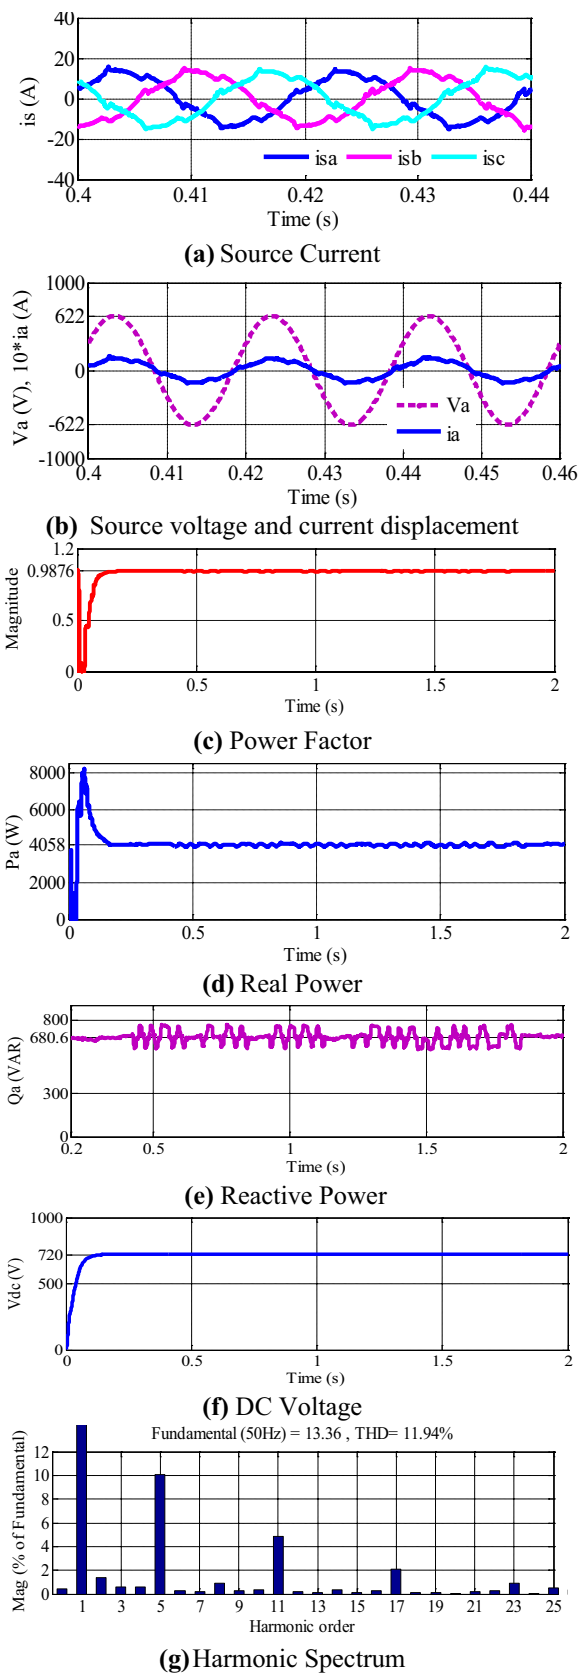 40
20
0
-20
-40
is (A)
isa isb isc
0.4 0.41 0.42 0.43 0.44
Time (s)
(a) Source Current
1000
622
0
-622
-1000
Va (V), 10*ia (A)
Va
ia
0.4 0.41 0.42 0.43 0.44 0.45 0.46
Time (s)
(b) Source voltage and current displacement
1.2
0.9876
0.5
0
Magnitude
0 0.5 1 1.5 2
Time (s)
(c) Power Factor
8000
6000
4058
2000
0
Pa (W)
0 0.5 1 1.5 2
Time (s)
(d) Real Power
800
680.6
300
0
Qa (VAR)
0.2 0.5 1 1.5 2
Time (s)
(e) Reactive Power
1000
720
500
0
Vdc (V)
0 0.5 1 1.5 2
Time (s)
(f) DC Voltage
Fundamental (50Hz) = 13.36 , THD= 11.94%
12
10
8
6
4
2
0
Mag (% of Fundamental)
1 3 5 7 9 11 13 15 17 19 21 23 25
Harmonic order
(g) Harmonic Spectrum